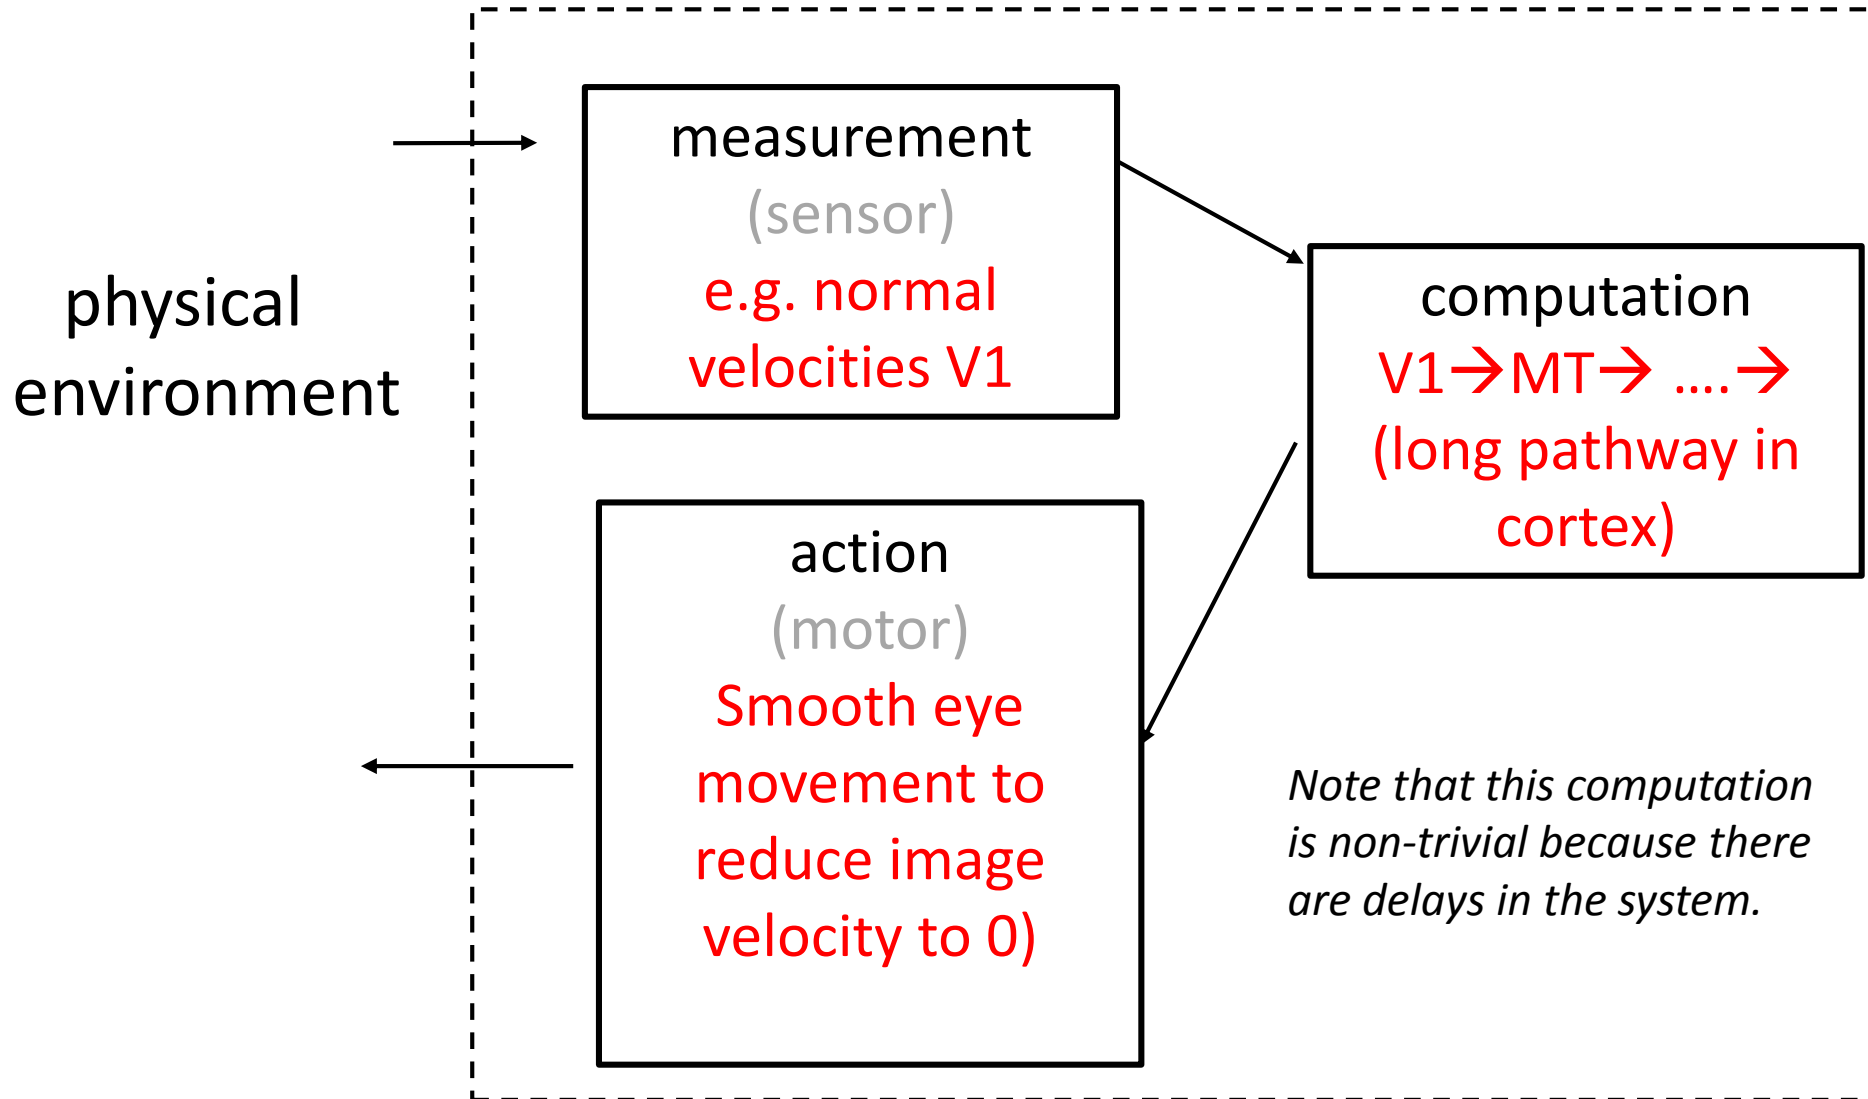 physical
environment
measurement
(sensor)
e.g. normal
velocities V1
computation
V1→MT→ ....→
(long pathway in
cortex)
action
(motor)
Smooth eye
movement to
reduce image
velocity to 0)
Note that this computation
is non-trivial because there
are delays in the system.